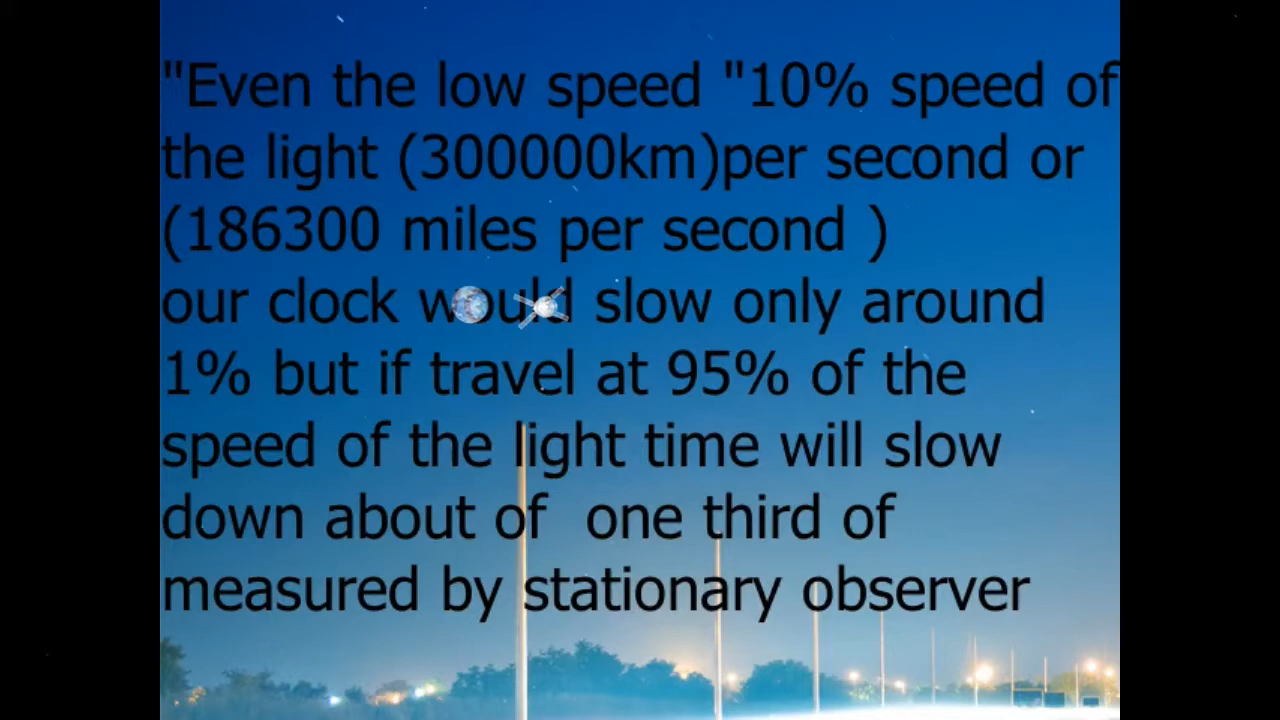 "Even the low speed "10% speed of
the light (300000km)per second or
(186300 miles per second )
our clock would slow only around
1% but if travel at 95% of the
speed of the light time will slow
down about of  one third of
measured by stationary observer